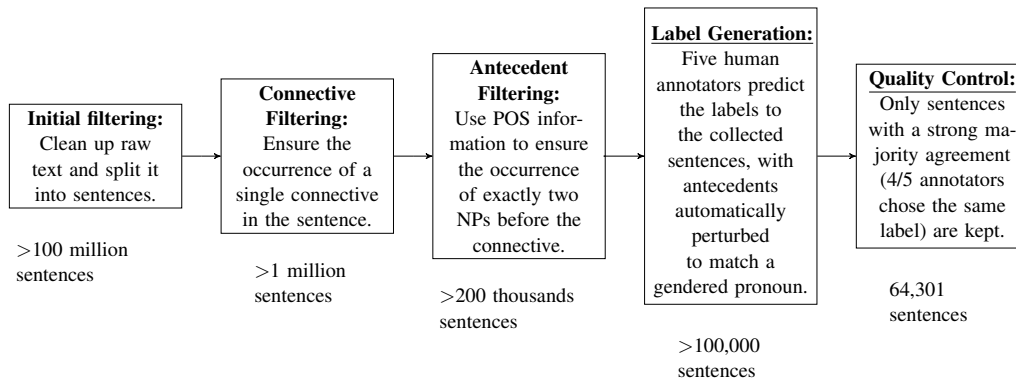 Initial filtering:
Clean up raw
text and split it
into sentences.
>100 million
sentences
Connective
Filtering:
Ensure the
occurrence of a
single connective
in the sentence.
>1 million
sentences
Antecedent
Filtering:
Use POS infor-
mation to ensure
the occurrence
of exactly two
NPs before the
connective.
>200 thousands
sentences
Label Generation:
Five human
annotators predict
the labels to
the collected
sentences, with
antecedents
automatically
perturbed
to match a
gendered pronoun.
>100,000
sentences
Quality Control:
Only sentences
with a strong ma-
jority agreement
(4/5 annotators
chose the same
label) are kept.
64,301
sentences